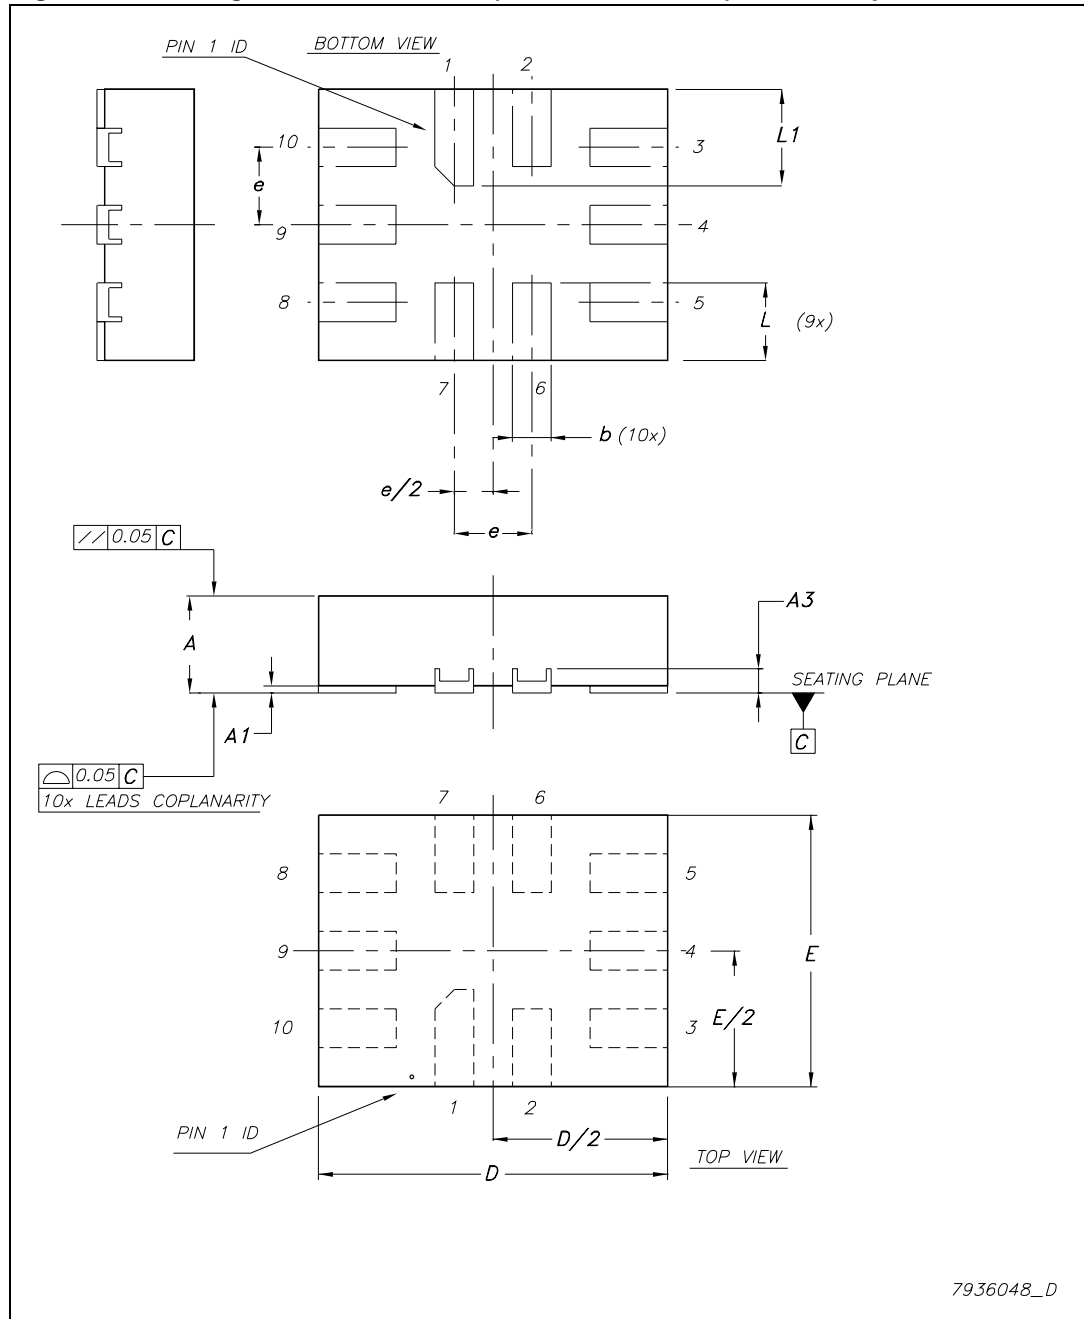 PIN 1 ID
BOTTOM VIEW
1
2
10
3
L1
e
9
4
8
5
L (9x)
7
6
b (10x)
e/2
e
// 0.05 C
A
A3
SEATING PLANE
A1
C
0.05 C
10x LEADS COPLANARITY
7
6
8
5
9
4
E
10
3
E/2
1
2
PIN 1 ID
D/2
TOP VIEW
D
7936048_D